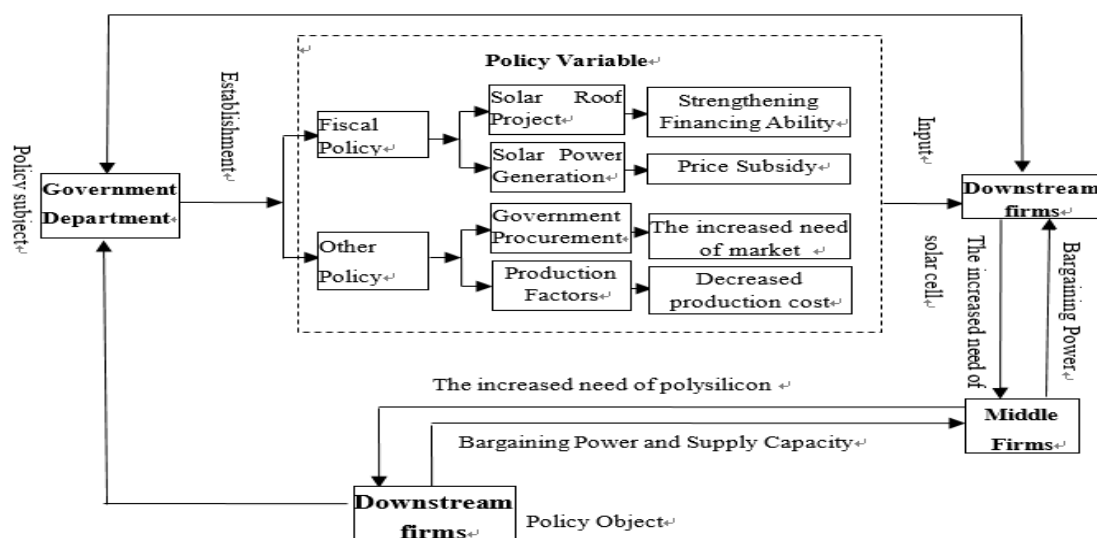 Policy Variable
Establishment
Policy subject
Government
Department
Fiscal
Policy
Solar Roof
Project
Strengthening
Financing Ability
Solar Power
Generation
Price Subsidy
Other
Policy
Government
Procurement
The increased need
of market
Production
Factors
Decreased
production cost
Input
Downstream
firms
The increased need of
solar cell
Bargaining Power
The increased need of polysilicon
Middle
Firms
Bargaining Power and Supply Capacity
Downstream
firms
Policy Object